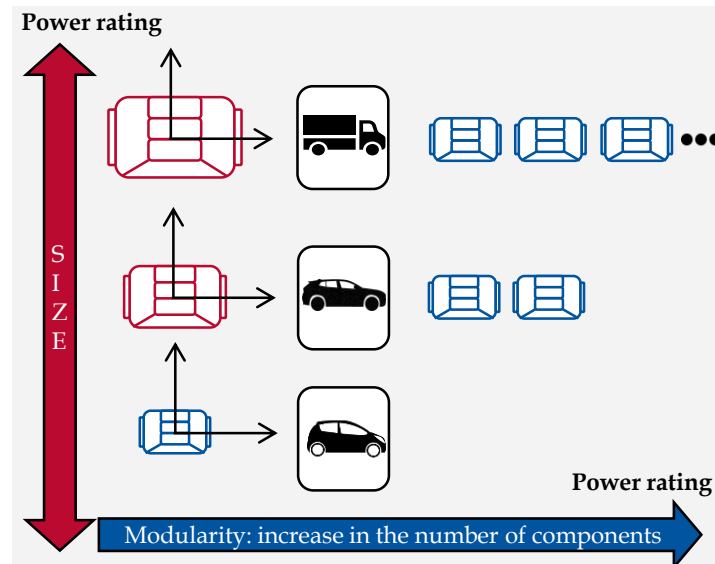 Power rating
S
I
Z
E
Power rating
Modularity: increase in the number of components